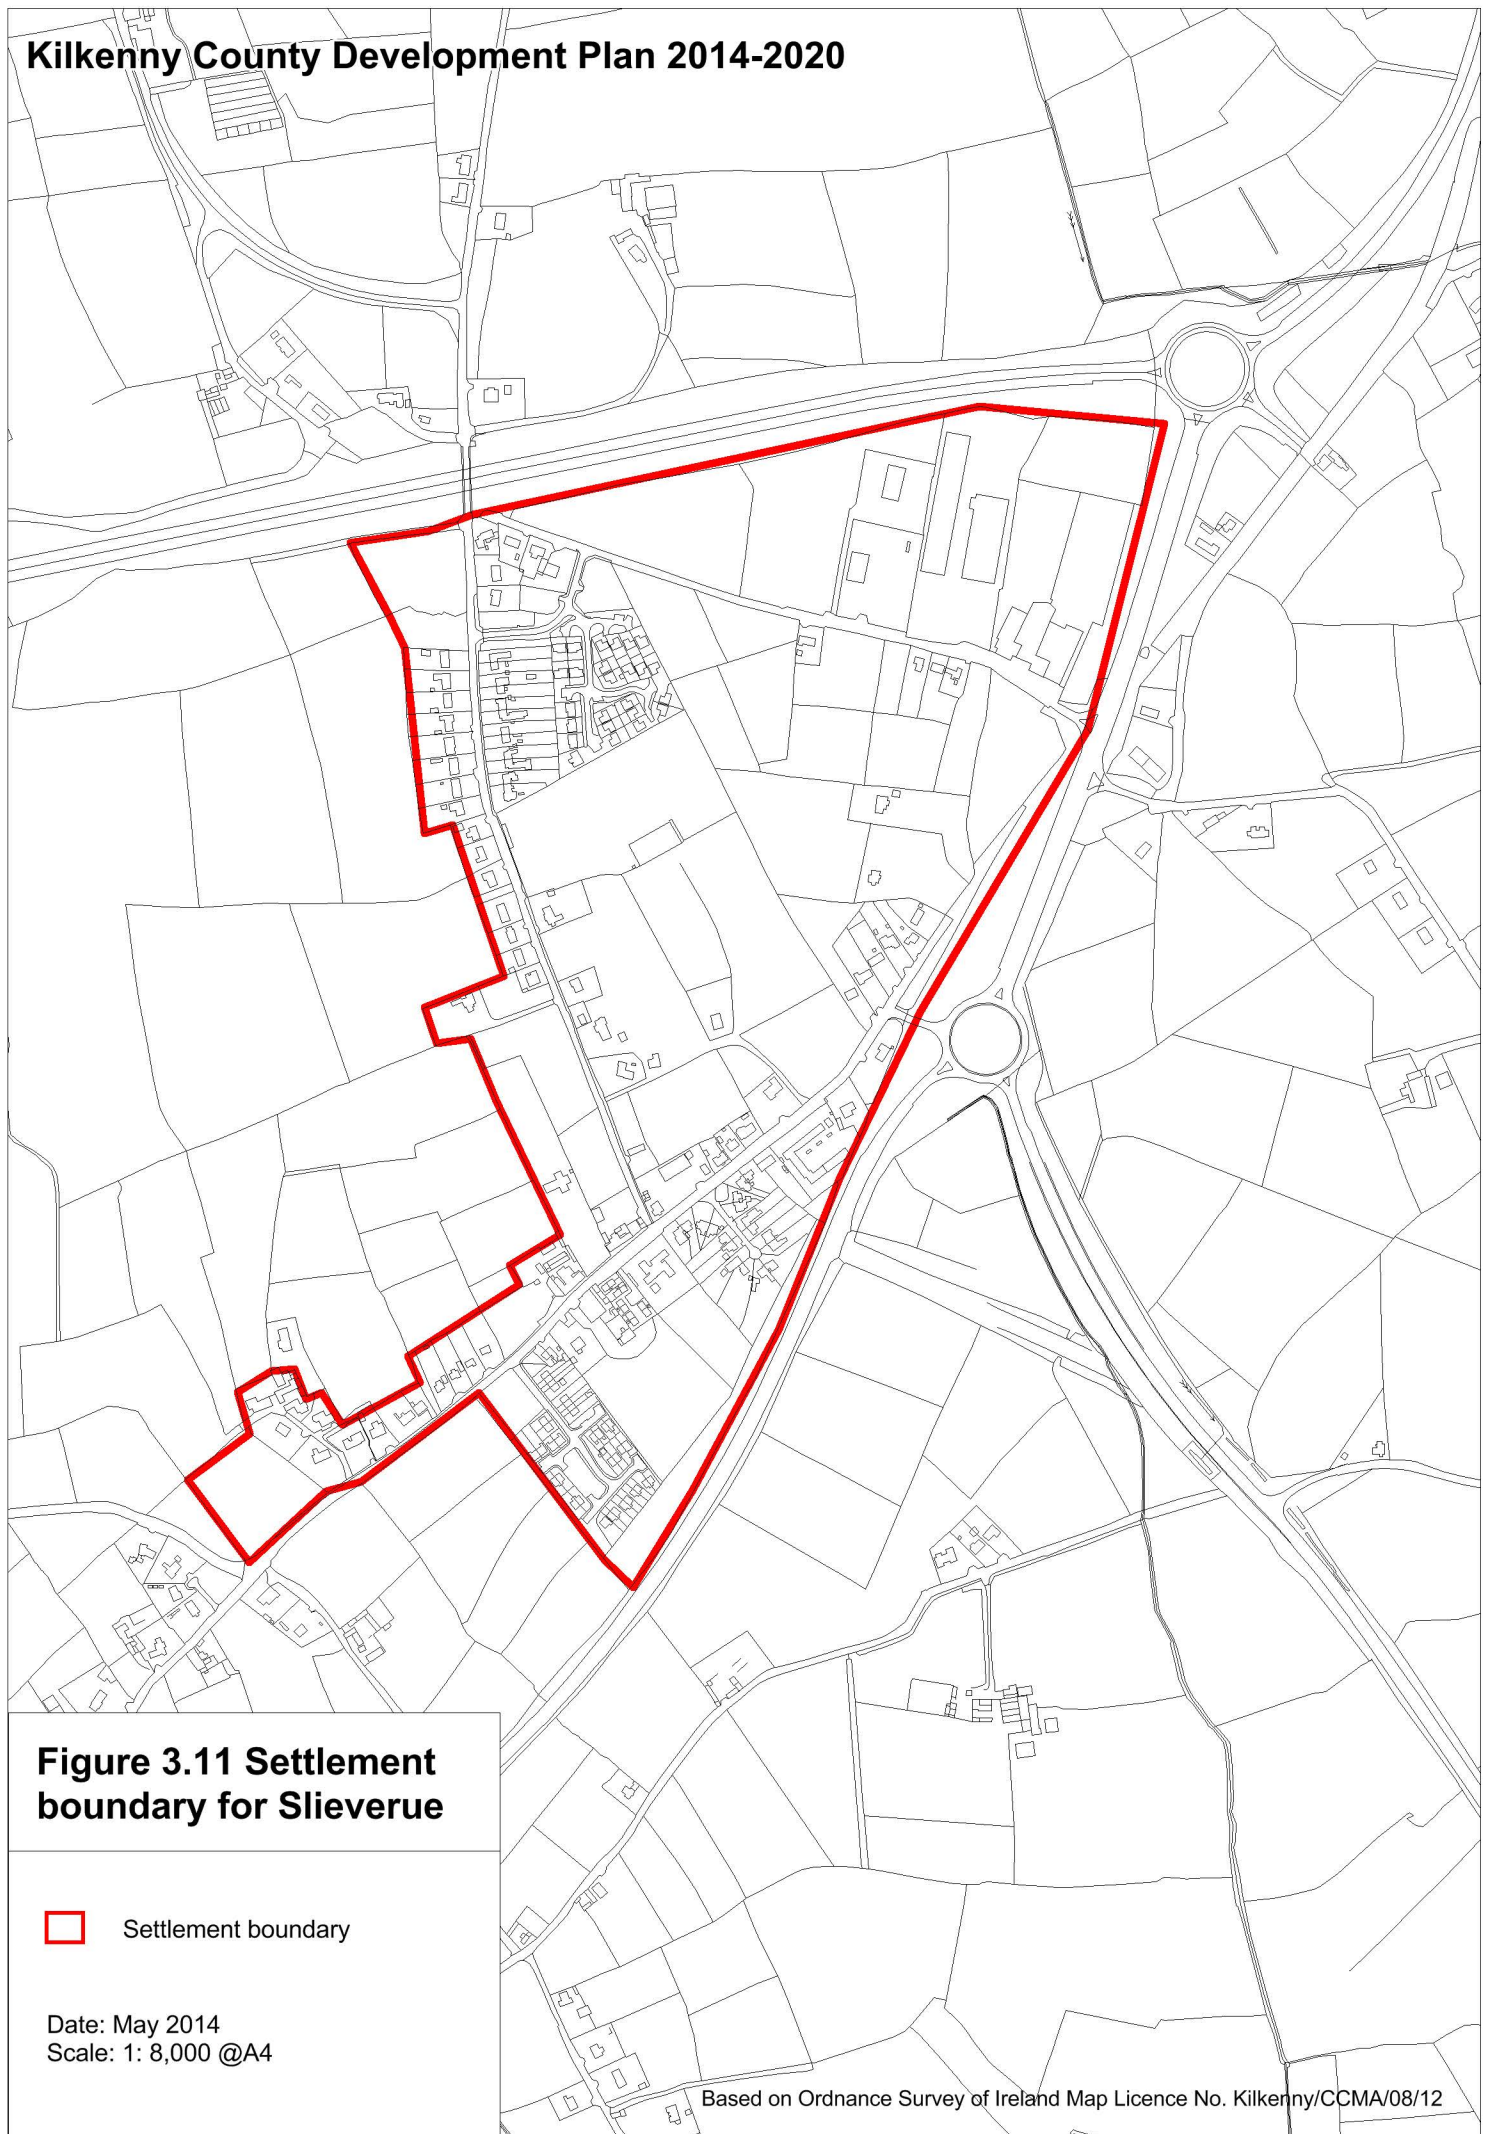 Kilkenny County Development Plan 2014-2020
Figure 3.11 Settlement
boundary for Slieverue
Settlement boundary
Date: May 2014
Scale: 1: 8,000 @A4
Based on Ordnance Survey of Ireland Map Licence No. Kilkenny/CCMA/08/12